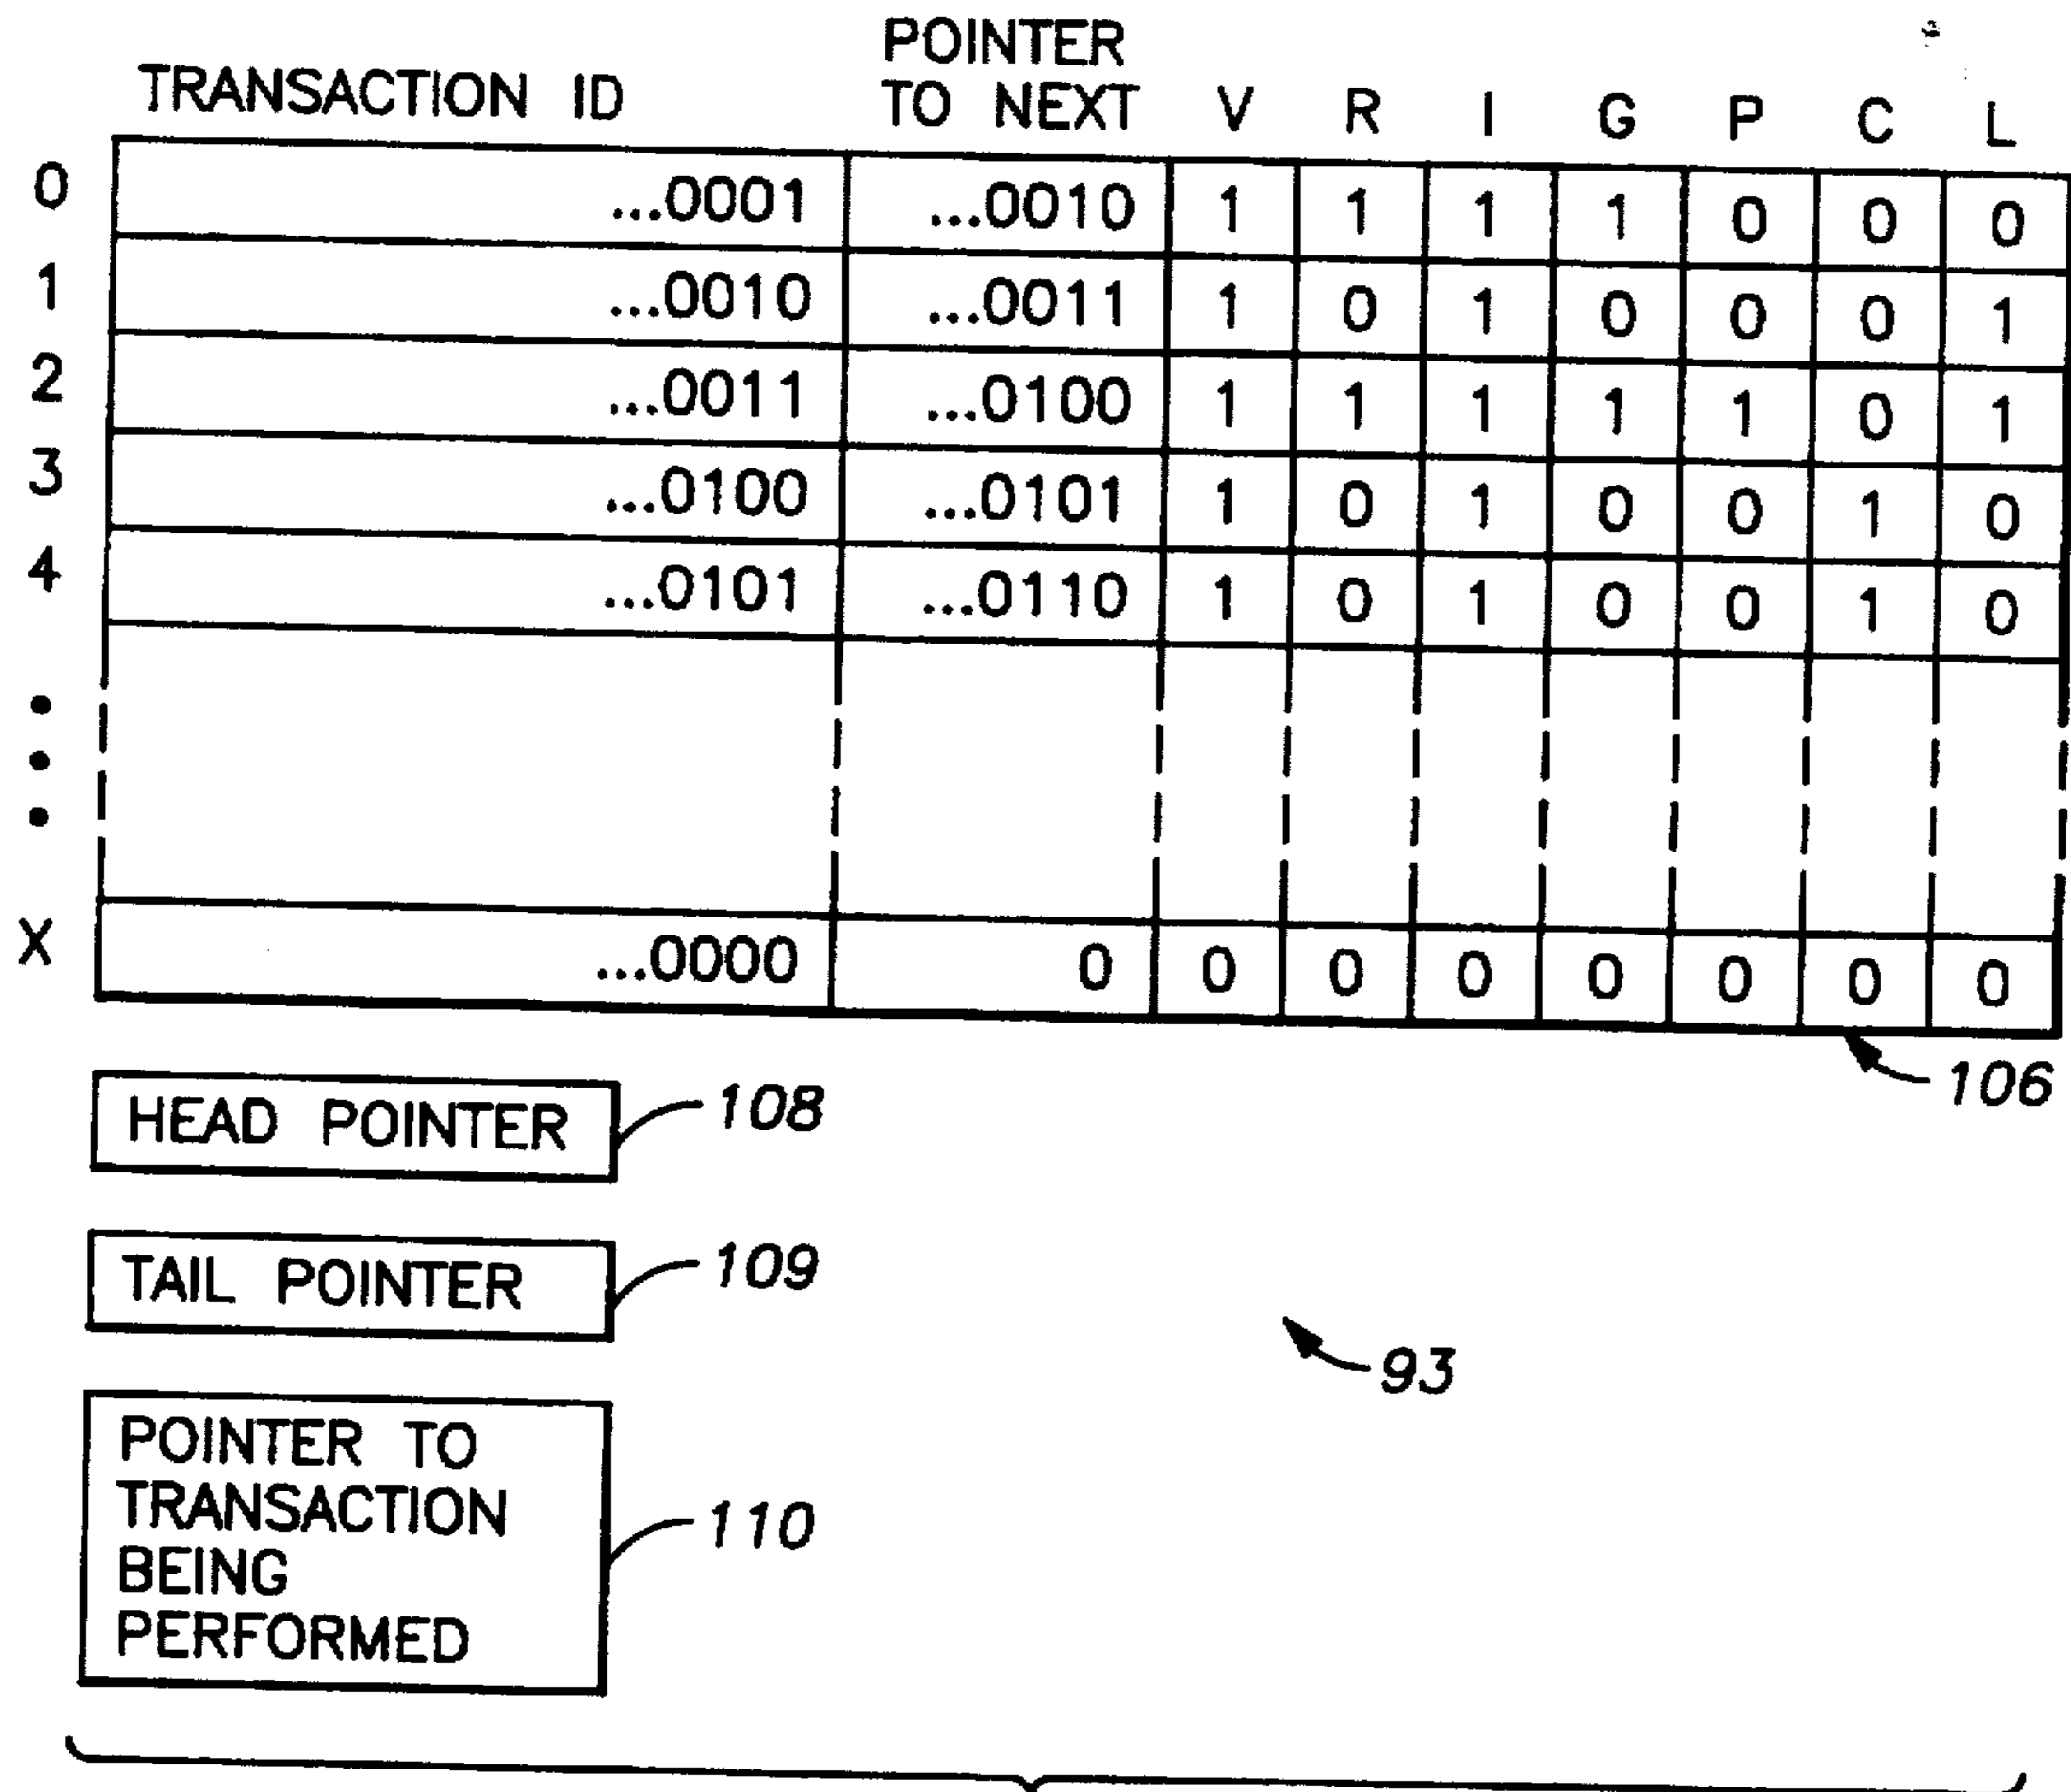 POINTER
TRANSACTION ID TO NEXT V R I G P C L
0 ...0001 ...0010 1 1 1 1 0 0 0
1 ...0010 ...0011 1 0 1 0 0 0 1
2 ...0011 ...0100 1 1 1 1 1 0 1
3 ...0100 ...0101 1 0 1 0 0 1 0
4 ...0101 ...0110 1 0 1 0 0 1 0
X ...0000 0 0 0 0 0 0 0 0
106
HEAD POINTER 108
TAIL POINTER 109
93
POINTER TO
TRANSACTION
BEING
PERFORMED
110